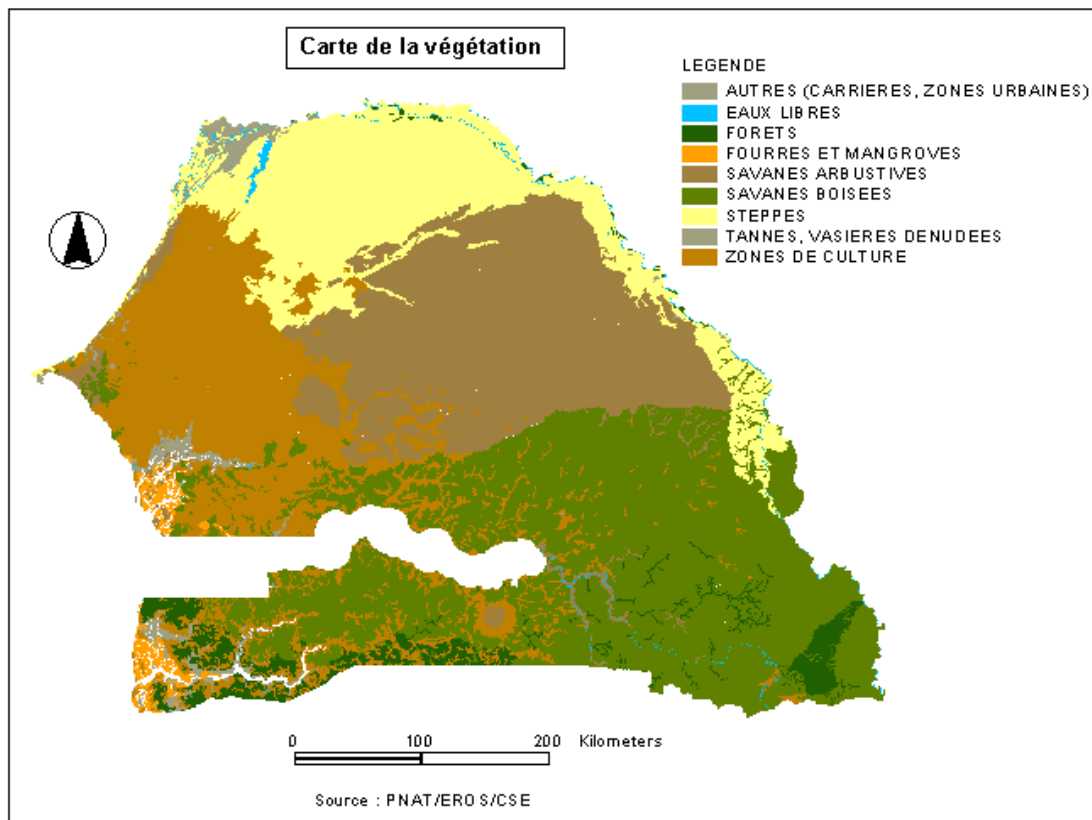 Carte de la végétation
LEGENDE
AUTRES (CARRIERES, ZONES URBAINES)
EAUX LIBRES
FORETS
FOURRES ET MANGROVES
SAVANES ARBUSTIVES
SAVANES BOISEES
STEPPES
TANNES, VASIERES DENUDEES
ZONES DE CULTURE
0 100 200 Kilometers
Source : PNAT/EROS/CSE